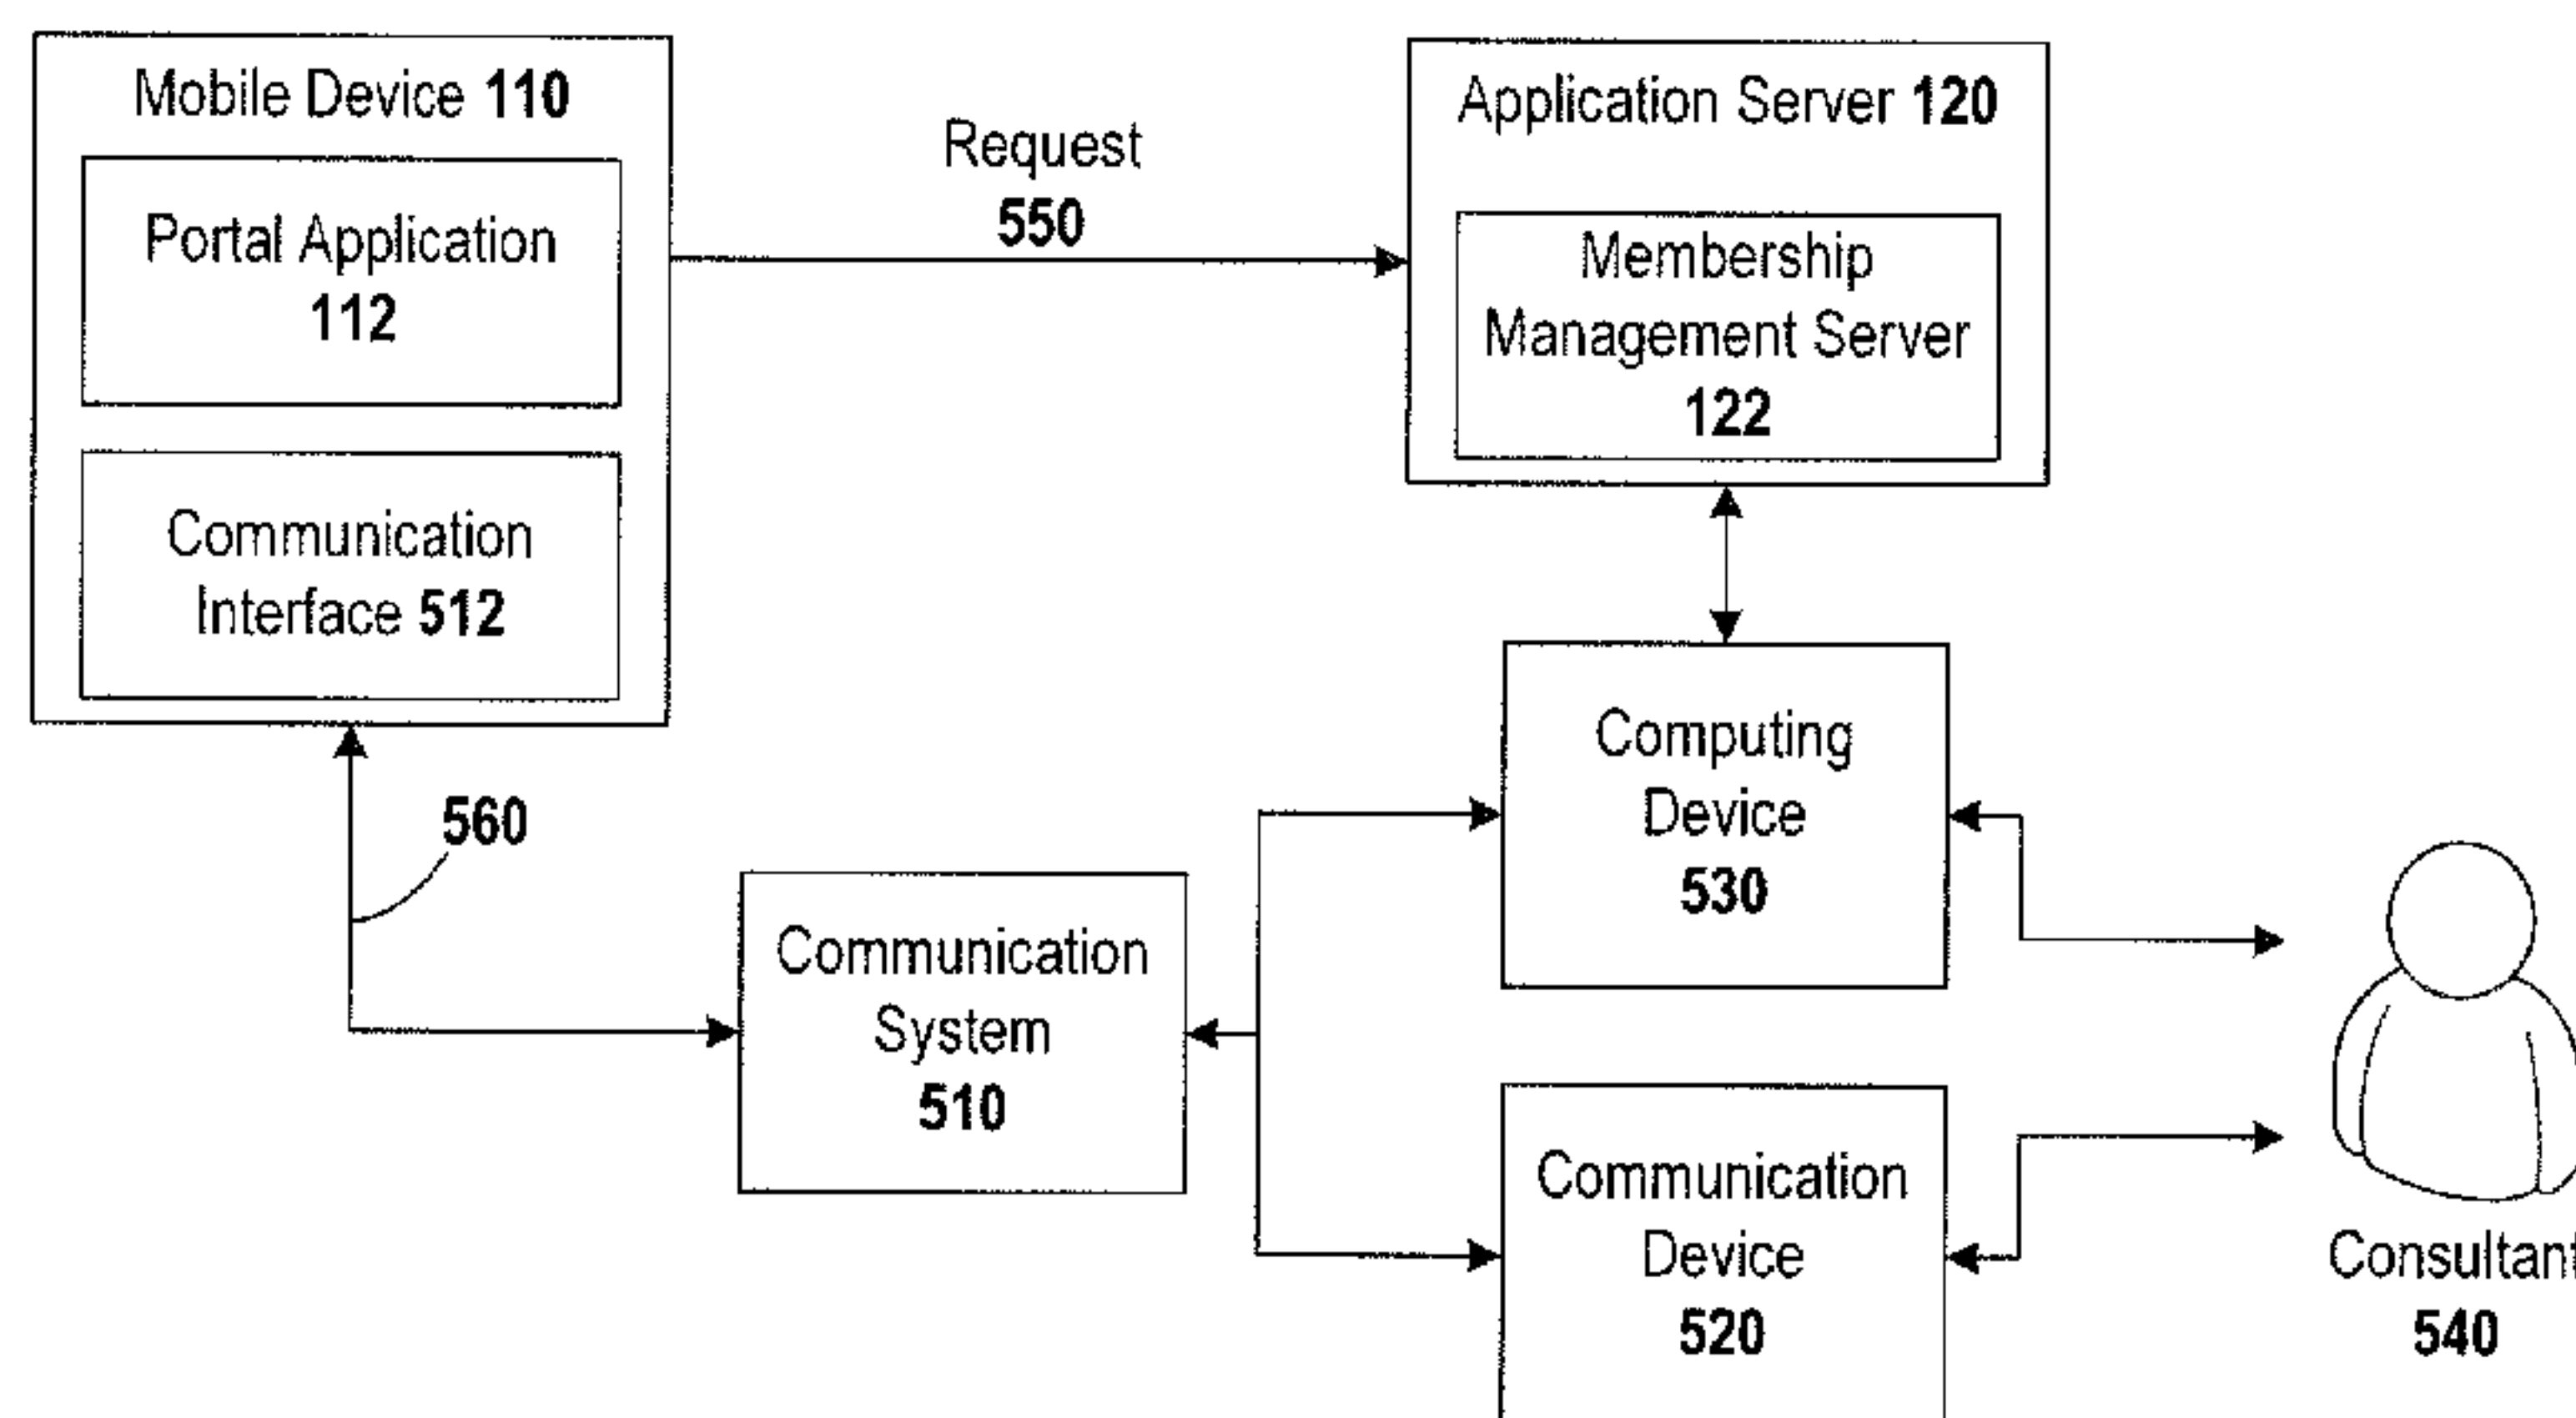 Mobile Device 110
Portal Application
112
Communication
Interface 512
Request
550
Application Server 120
Membership
Management Server
122
560
Communication
System
510
Computing
Device
530
Communication
Device
520
Consultant
540